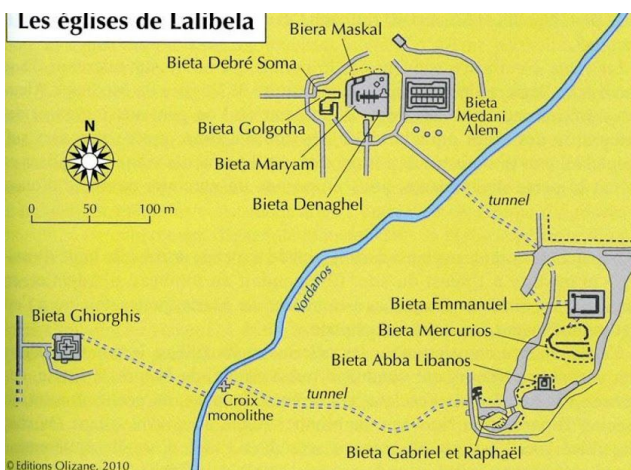 Les églises de Lalibela
Biera Maskal
Bieta Debré Soma
Bieta Golgotha
Bieta
Medani
Alem
Bieta Maryam
Bieta Denaghel
N
0 50 100 m
tunnel
Yordanos
Bieta Emmanuel
Bieta Ghiorghis
Bieta Mercurios
Bieta Abba Libanos
Croix
monolithe
tunnel
Bieta Gabriel et Raphaël
© Editions Olizane, 2010